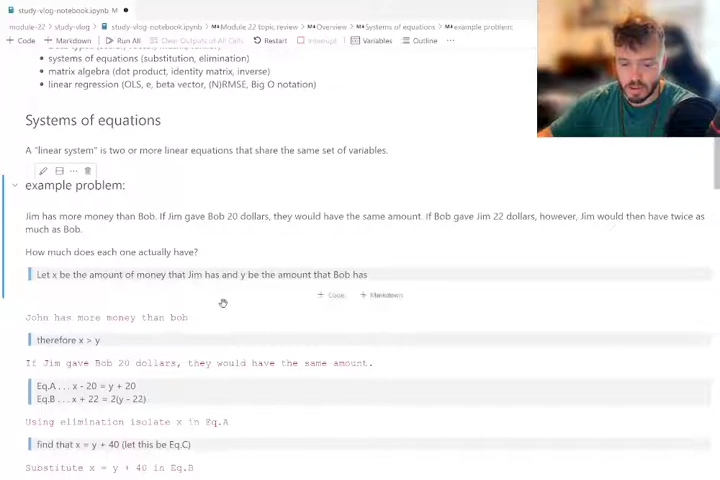 study-vlog-notebook.ipynb M
module-22 > study-vlog > study-vlog-notebook.ipynb > M Module 22 topic review > M Overview > M Systems of equations > M example problem:
+ Code + Markdown Run All Clear Outputs of All Cells Restart Interrupt Variables Outline ...
• systems of equations (substitution, elimination)
• matrix algebra (dot product, identity matrix, inverse)
• linear regression (OLS, e, beta vector, (N)RMSE, Big O notation)
Systems of equations
A "linear system" is two or more linear equations that share the same set of variables.
example problem:
Jim has more money than Bob. If Jim gave Bob 20 dollars, they would have the same amount. If Bob gave Jim 22 dollars, however, Jim would then have twice as
much as Bob.
How much does each one actually have?
Let x be the amount of money that Jim has and y be the amount that Bob has
+ Code + Markdown
John has more money than bob
therefore x > y
If Jim gave Bob 20 dollars, they would have the same amount.
Eq.A . . . x - 20 = y + 20
Eq.B . . . x + 22 = 2(y - 22)
Using elimination isolate x in Eq.A
find that x = y + 40 (let this be Eq.C)
Substitute x = y + 40 in Eq.B